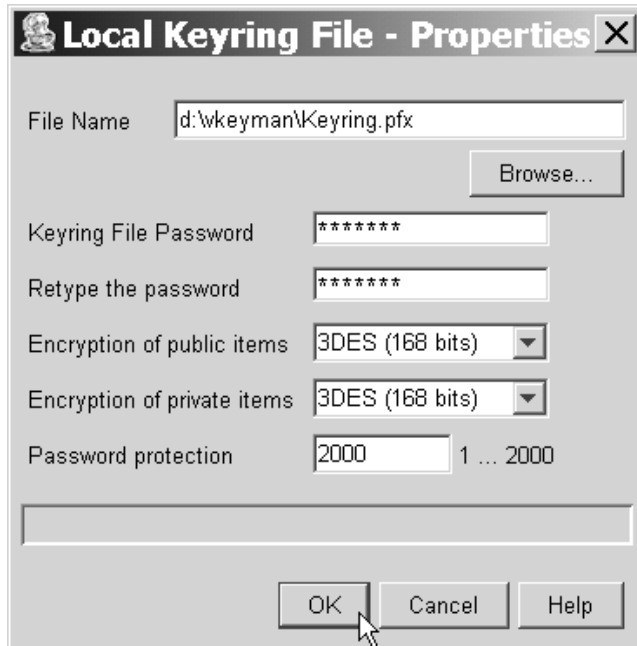 Local Keyring File - Properties
File Name d:\vkeyman\Keyring.pfx
Browse...
Keyring File Password *******
Retype the password *******
Encryption of public items 3DES (168 bits)
Encryption of private items 3DES (168 bits)
Password protection 2000 1 ... 2000
OK Cancel Help